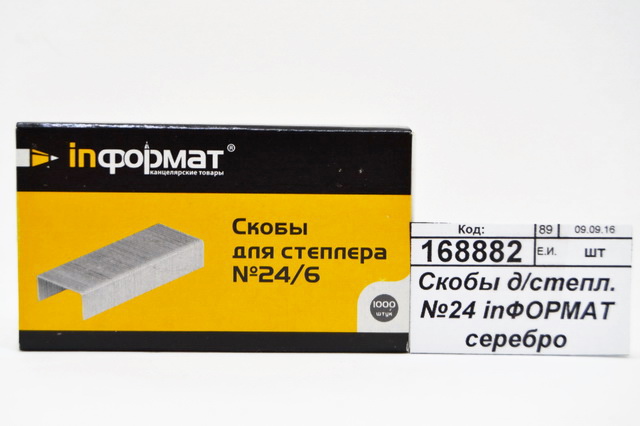 inформат®
канцелярские товары
Скобы
для степлера
№24/6
1000
штук
Код:
89
09.09.16
168882
Е.И.
шт
Скобы д/степл.
№24 inФОРМАТ
серебро